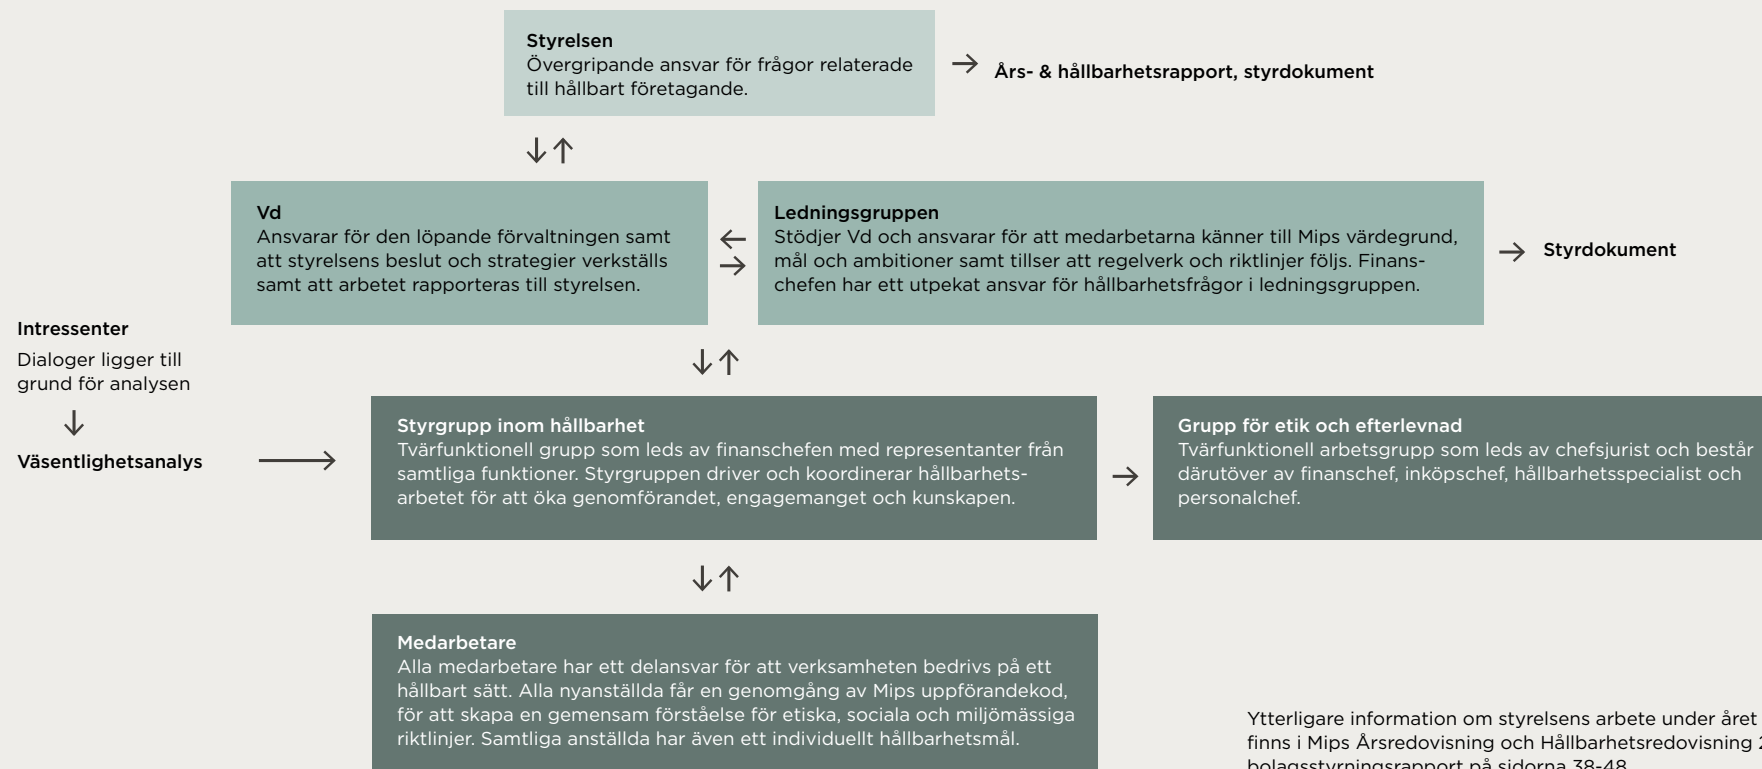 Styrelsen
Övergripande ansvar för frågor relaterade
till hållbart företagande.
Års- & hållbarhetsrapport, styrdokument
Vd
Ansvarar för den löpande förvaltningen samt
att styrelsens beslut och strategier verkställs
samt att arbetet rapporteras till styrelsen.
Ledningsgruppen
Stödjer Vd och ansvarar för att medarbetarna känner till Mips värdegrund,
mål och ambitioner samt tillser att regelverk och riktlinjer följs. Finans-
chefen har ett utpekat ansvar för hållbarhetsfrågor i ledningsgruppen.
Styrdokument
Intressenter
Dialoger ligger till
grund för analysen
Väsentlighetsanalys
Styrgrupp inom hållbarhet
Tvärfunktionell grupp som leds av finanschefen med representanter från
samtliga funktioner. Styrgruppen driver och koordinerar hållbarhets-
arbetet för att öka genomförandet, engagemanget och kunskapen.
Grupp för etik och efterlevnad
Tvärfunktionell arbetsgrupp som leds av chefsjurist och består
därutöver av finanschef, inköpschef, hållbarhetsspecialist och
personalchef.
Medarbetare
Alla medarbetare har ett delansvar för att verksamheten bedrivs på ett
hållbart sätt. Alla nyanställda får en genomgång av Mips uppförandekod,
för att skapa en gemensam förståelse för etiska, sociala och miljömässiga
riktlinjer. Samtliga anställda har även ett individuellt hållbarhetsmål.
Ytterligare information om styrelsens arbete under året
finns i Mips Årsredovisning och Hållbarhetsredovisning
bolagsstyrningsrapport på sidorna 38-48